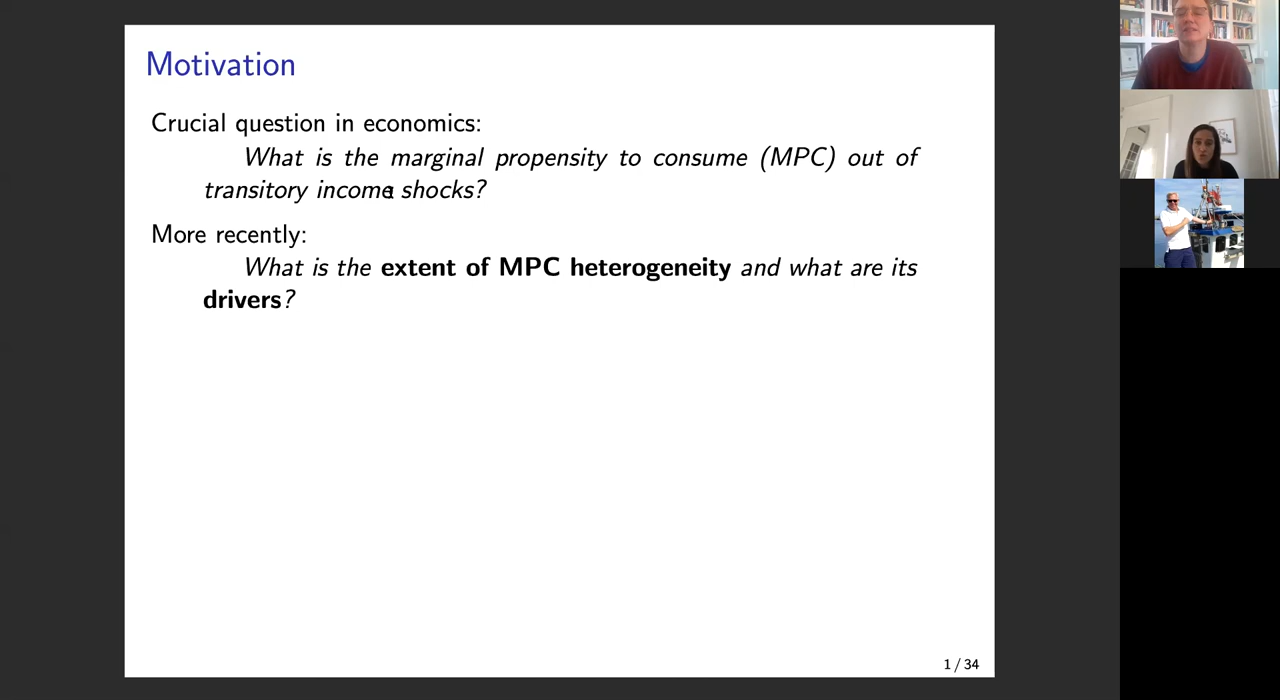 Motivation
Crucial question in economics:
What is the marginal propensity to consume (MPC) out of
transitory income shocks?
More recently:
What is the extent of MPC heterogeneity and what are its
drivers?
1 / 34